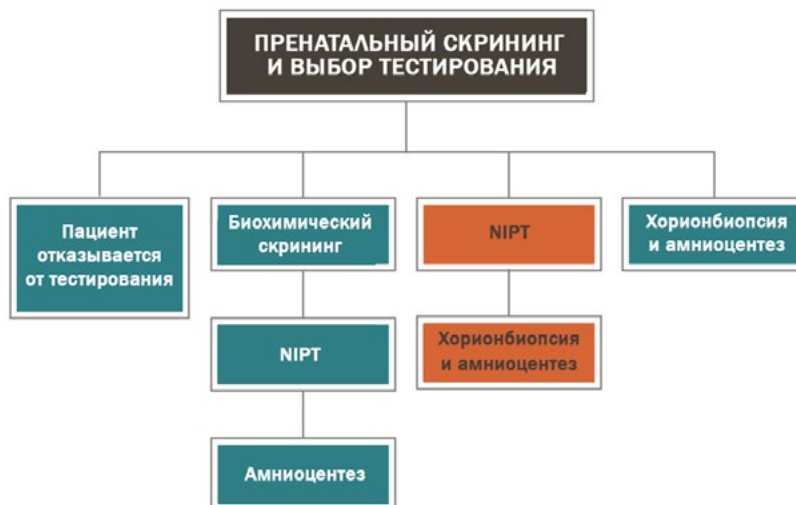 ПРЕНАТАЛЬНЫЙ СКРИНИНГ
И ВЫБОР ТЕСТИРОВАНИЯ
Пациент
отказывается
от тестирования
Биохимический
скрининг
NIPT
Хорионбиопсия
и амниоцентез
NIPT
Хорионбиопсия
и амниоцентез
Амниоцентез